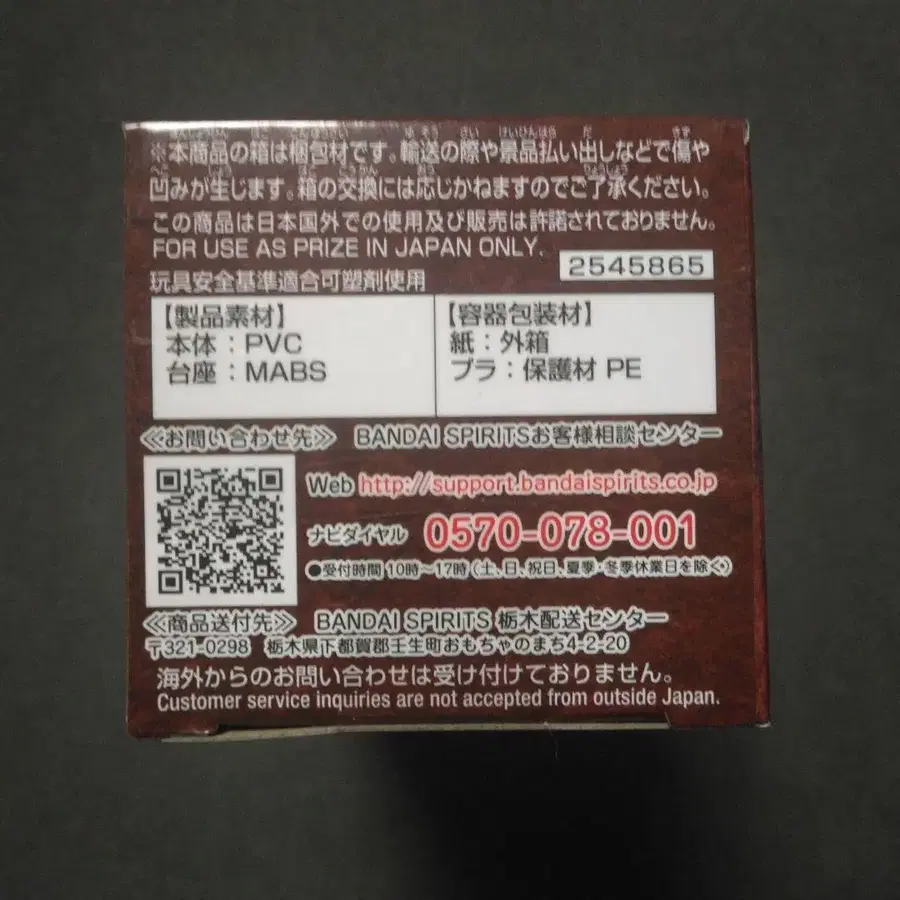 ※本商品の箱は梱包材です。輸送の際や景品払い出しなどで傷や
凹みが生じます。箱の交換には応じかねますのでご了承ください。
この商品は日本国外での使用及び販売は許諾されておりません。
FOR USE AS PRIZE IN JAPAN ONLY.
2545865
玩具安全基準適合可塑剤使用
【製品素材】
本体：PVC
台座：MABS
【容器包装材】
紙：外箱
プラ：保護材 PE
≪お問い合わせ先≫ BANDAI SPIRITSお客様相談センター
Web http://support.bandaispirits.co.jp
ナビダイヤル 0570-078-001
●受付時間 10時〜17時（土、日、祝日、夏季・冬季休業日を除く）
≪商品送付先≫ BANDAI SPIRITS 栃木配送センター
〒321-0298 栃木県下都賀郡壬生町おもちゃのまち4-2-20
海外からのお問い合わせは受け付けておりません。
Customer service inquiries are not accepted from outside Japan.